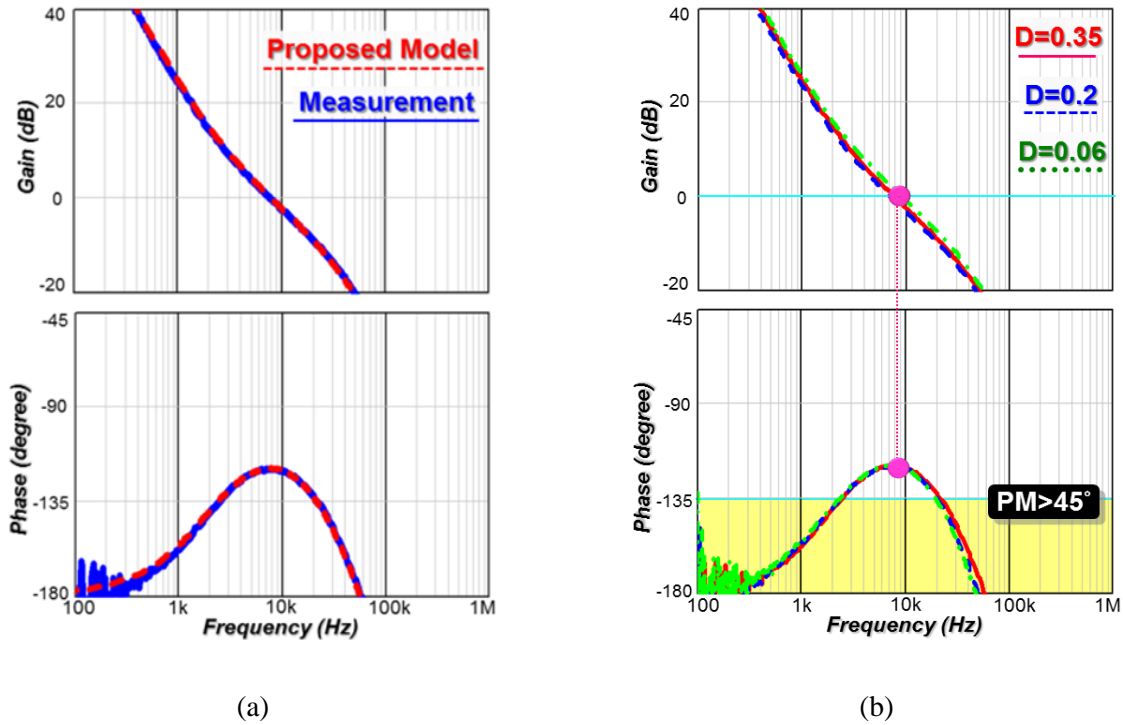 40
20
0
-20
Gain (dB)
Proposed Model
Measurement
-45
-90
-135
-180
Phase (degree)
100 1k 10k 100k 1M
Frequency (Hz)
(a)
40
20
0
-20
Gain (dB)
D=0.35
D=0.2
D=0.06
-45
-90
-135
-180
Phase (degree)
PM>45°
100 1k 10k 100k 1M
Frequency (Hz)
(b)